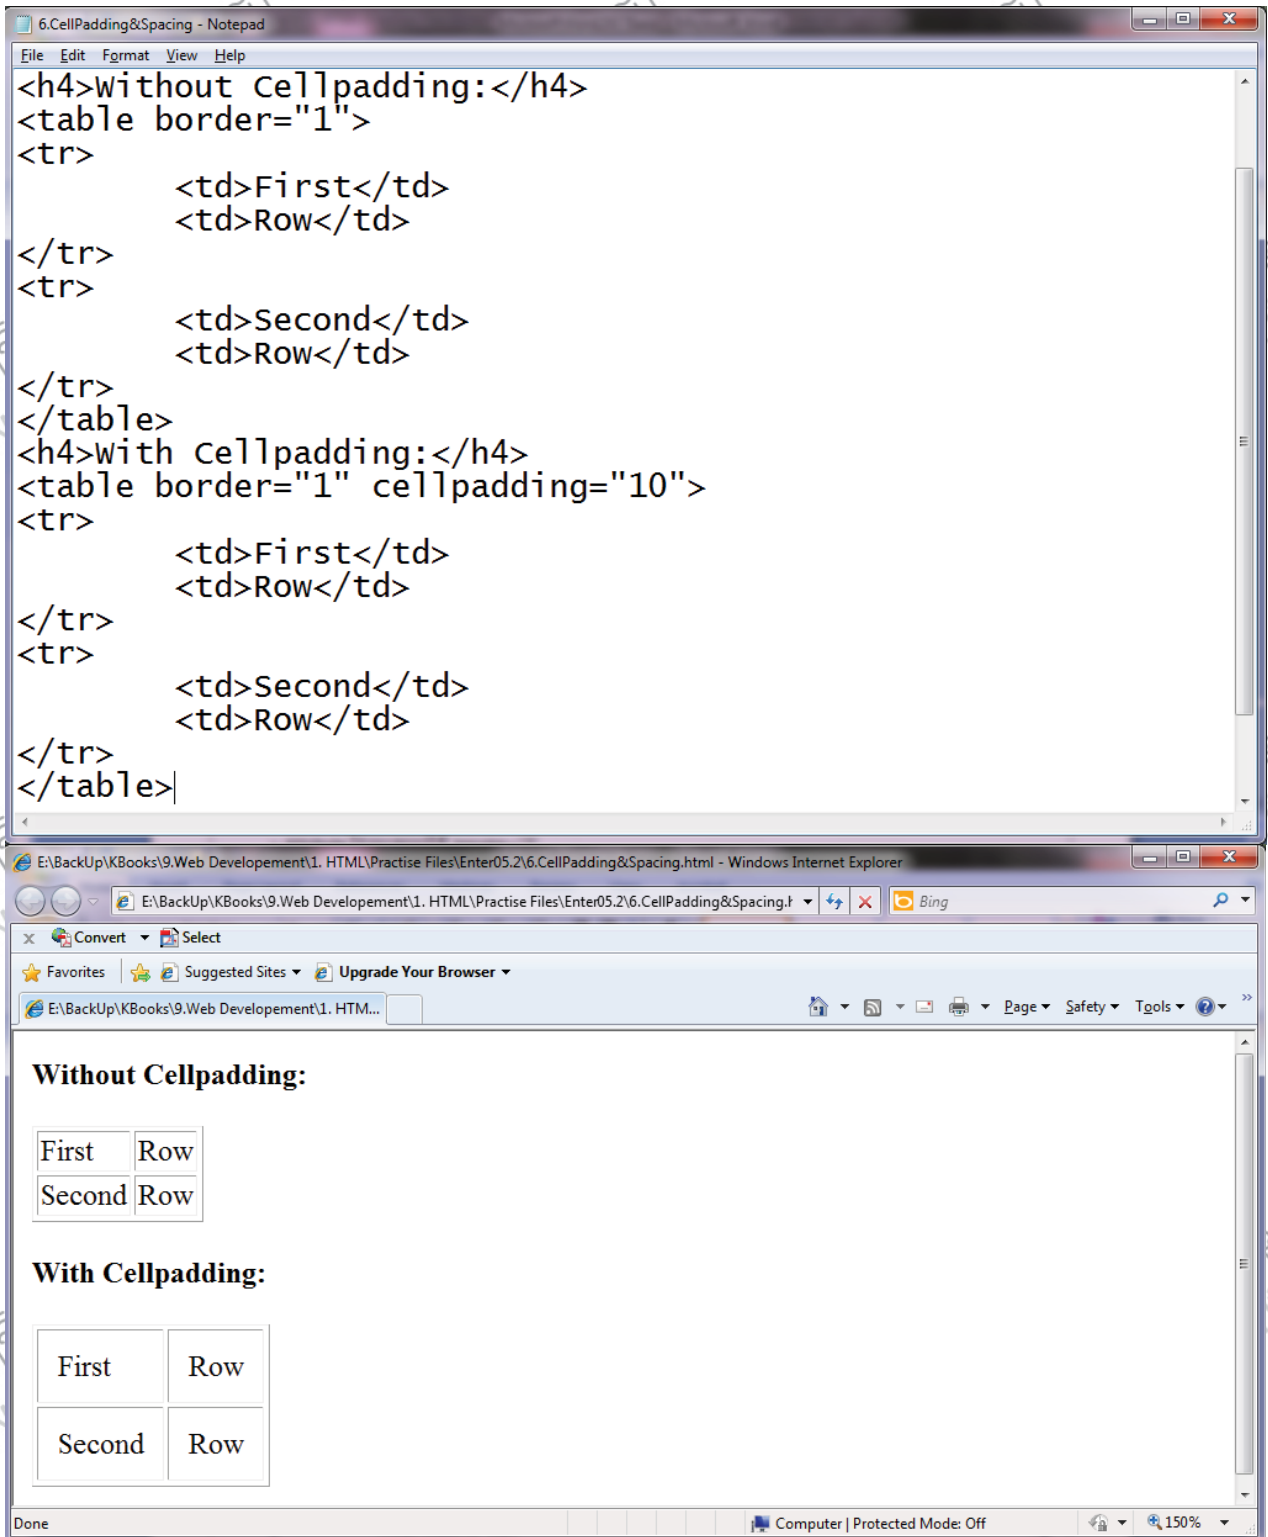 6.CellPadding&Spacing - Notepad
File Edit Format View Help
<h4>Without Cellpadding:</h4>
<table border="1">
<tr>
<td>First</td>
<td>Row</td>
</tr>
<tr>
<td>Second</td>
<td>Row</td>
</tr>
</table>
<h4>With Cellpadding:</h4>
<table border="1" cellpadding="10">
<tr>
<td>First</td>
<td>Row</td>
</tr>
<tr>
<td>Second</td>
<td>Row</td>
</tr>
</table>
E:\BackUp\KBooks\9.Web Developement\1. HTML\Practise Files\Enter05.2\6.CellPadding&Spacing.html - Windows Internet Explorer
E:\BackUp\KBooks\9.Web Developement\1. HTML\Practise Files\Enter05.2\6.CellPadding&Spacing.h Bing
x Convert Select
Favorites Suggested Sites Upgrade Your Browser
E:\BackUp\KBooks\9.Web Developement\1. HTM... Page Safety Tools
Without Cellpadding:
First Row
Second Row
With Cellpadding:
First Row
Second Row
Done Computer | Protected Mode: Off 150%